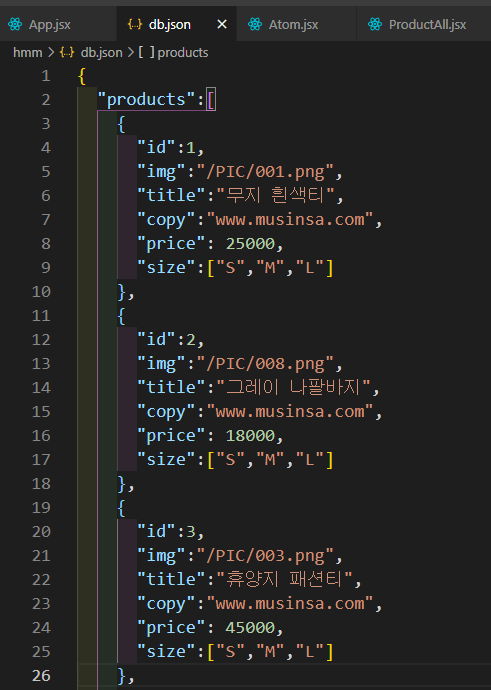 App.jsx db.json Atom.jsx ProductAll.jsx
hmm > db.json > [ ] products
1 {
2 "products":[
3 {
4 "id":1,
5 "img":"/PIC/001.png",
6 "title":"무지 흰색티",
7 "copy":"www.musinsa.com",
8 "price": 25000,
9 "size":["S","M","L"]
10 },
11 {
12 "id":2,
13 "img":"/PIC/008.png",
14 "title":"그레이 나팔바지",
15 "copy":"www.musinsa.com",
16 "price": 18000,
17 "size":["S","M","L"]
18 },
19 {
20 "id":3,
21 "img":"/PIC/003.png",
22 "title":"휴양지 패션티",
23 "copy":"www.musinsa.com",
24 "price": 45000,
25 "size":["S","M","L"]
26 },